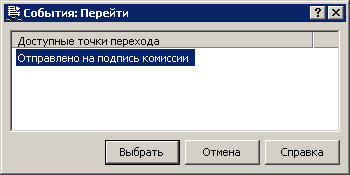 События: Перейти
Доступные точки перехода
Отправлено на подпись комиссии
Выбрать Отмена Справка